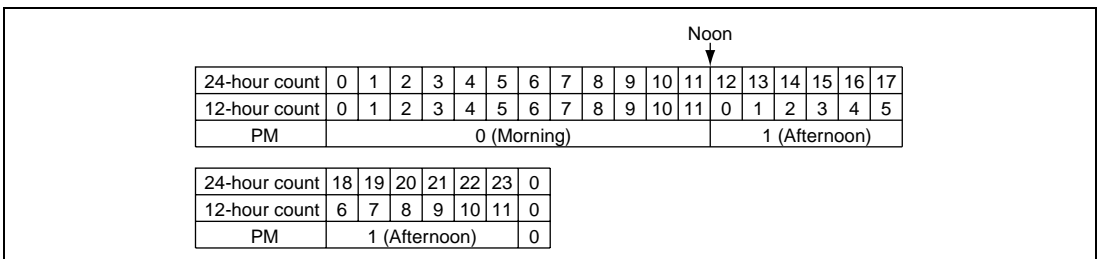 Noon
24-hour count 0 1 2 3 4 5 6 7 8 9 10 11 12 13 14 15 16 17
12-hour count 0 1 2 3 4 5 6 7 8 9 10 11 0 1 2 3 4 5
PM 0 (Morning) 1 (Afternoon)
24-hour count 18 19 20 21 22 23 0
12-hour count 6 7 8 9 10 11 0
PM 1 (Afternoon) 0